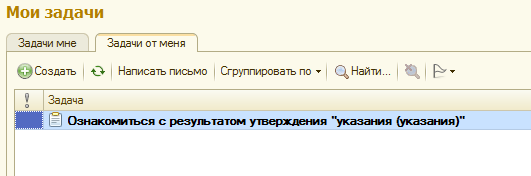 Мои задачи
Задачи мне Задачи от меня
Создать Написать письмо Сгруппировать по Найти...
! Задача
Ознакомиться с результатом утверждения "указания (указания)"